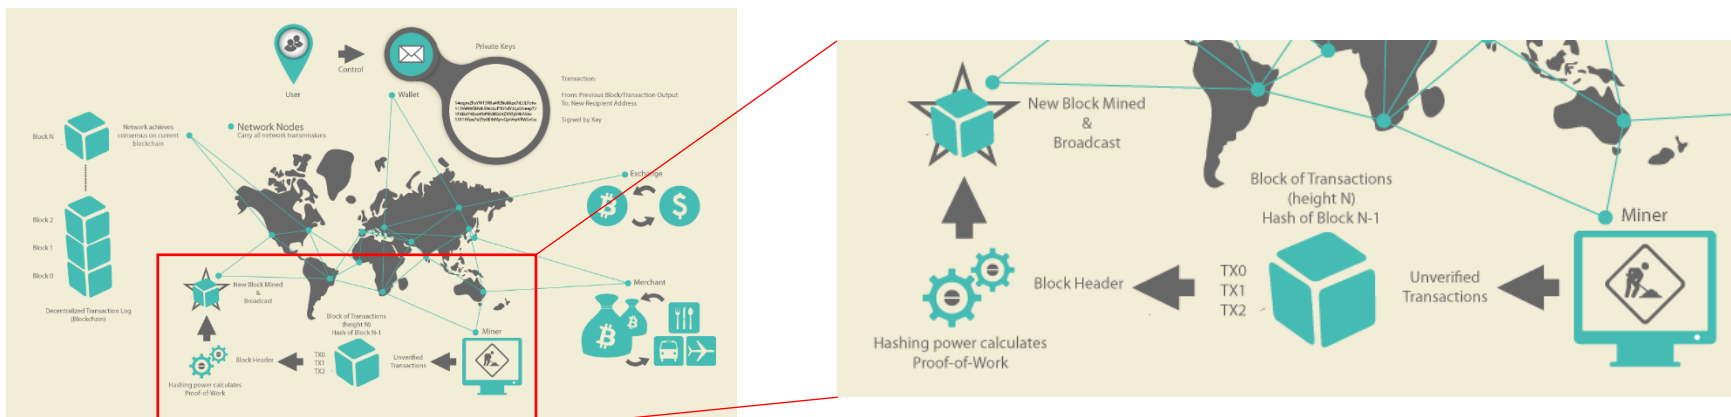 User
Control
Private Keys
Wallet
Transaction:
From: Previous Block/Transaction Output
To: New Recipient Address
Signed by Key
Block N
Network achieves
consensus on current
blockchain
Network Nodes
Carry all network transmissions
Block 2
Block 1
Block 0
Decentralized Transaction Log
(Blockchain)
Exchange
Merchant
New Block Mined
&
Broadcast
Block of Transactions
(height N)
Hash of Block N-1
Miner
Block Header
TX0
TX1
TX2
Unverified
Transactions
Hashing power calculates
Proof-of-Work
New Block Mined
&
Broadcast
Block of Transactions
(height N)
Hash of Block N-1
Miner
Block Header
TX0
TX1
TX2
Unverified
Transactions
Hashing power calculates
Proof-of-Work